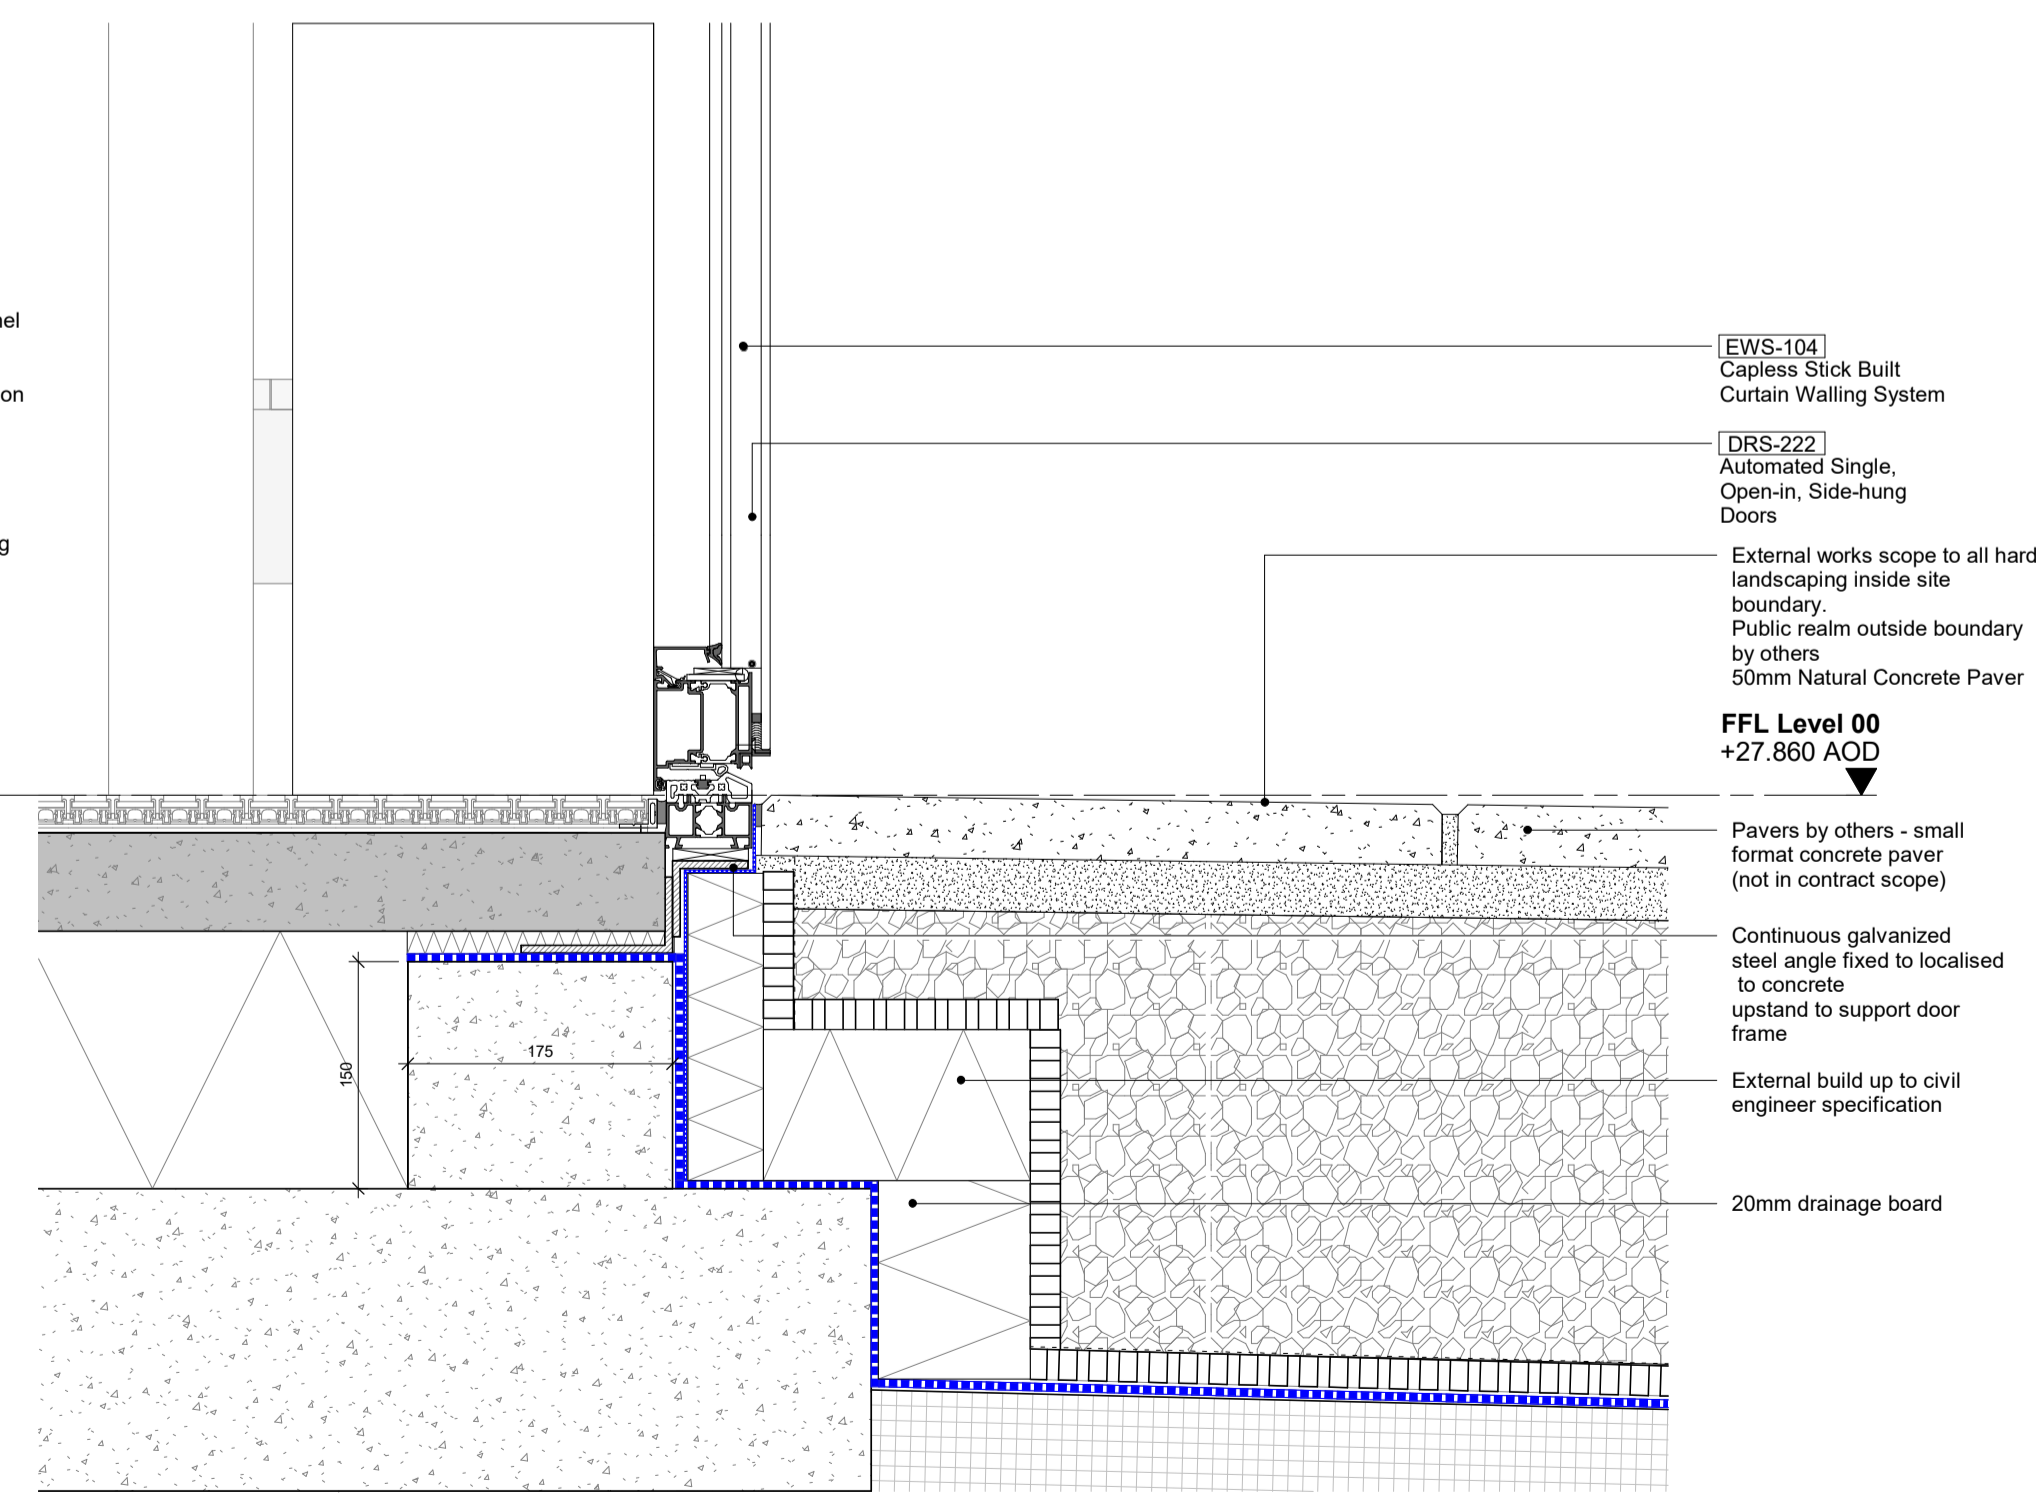 nel
on
g
EWS-104
Capless Stick Built
Curtain Walling System
DRS-222
Automated Single,
Open-in, Side-hung
Doors
External works scope to all hard
landscaping inside site
boundary.
Public realm outside boundary
by others
50mm Natural Concrete Paver
FFL Level 00
+27.860 AOD
Pavers by others - small
format concrete paver
(not in contract scope)
Continuous galvanized
steel angle fixed to localised
to concrete
upstand to support door
frame
175
150
External build up to civil
engineer specification
20mm drainage board